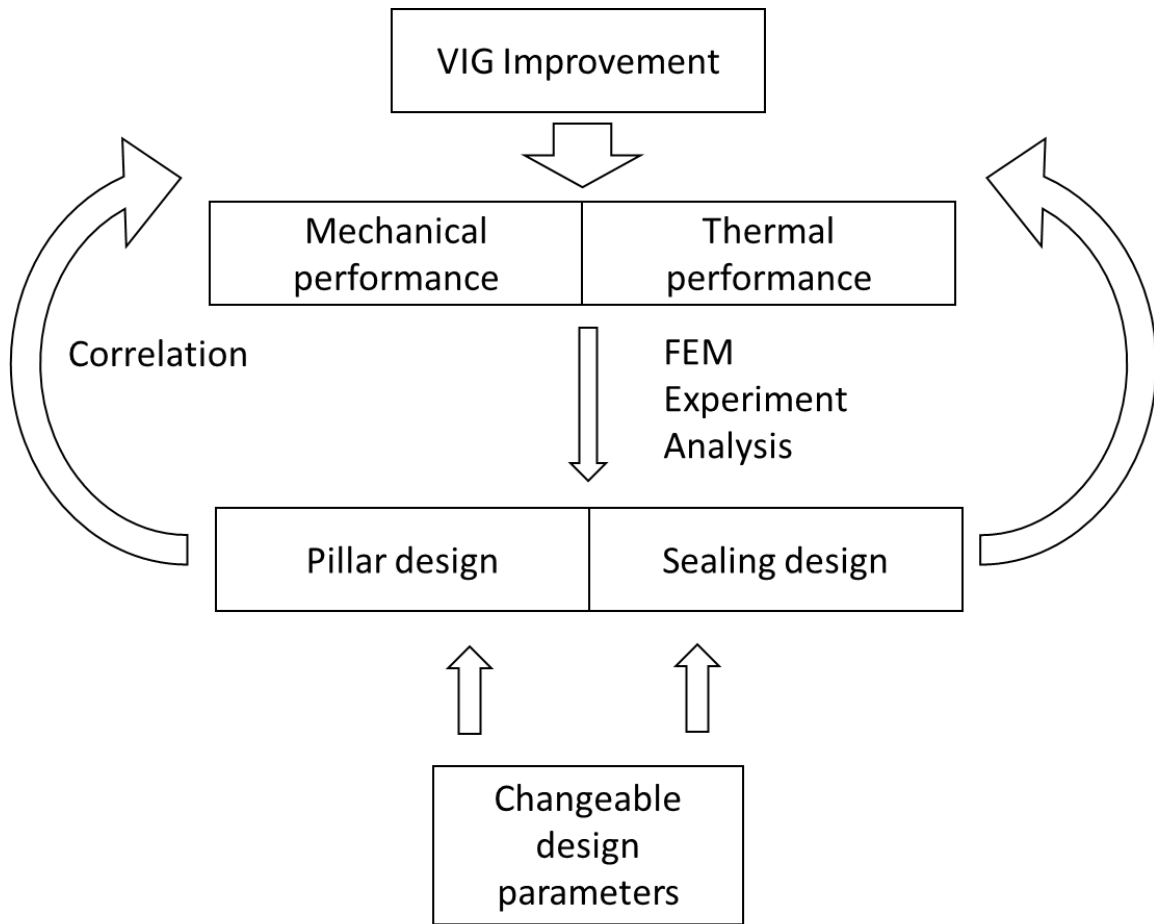 VIG Improvement
Mechanical
performance
Thermal
performance
Correlation
FEM
Experiment
Analysis
Pillar design
Sealing design
Changeable
design
parameters